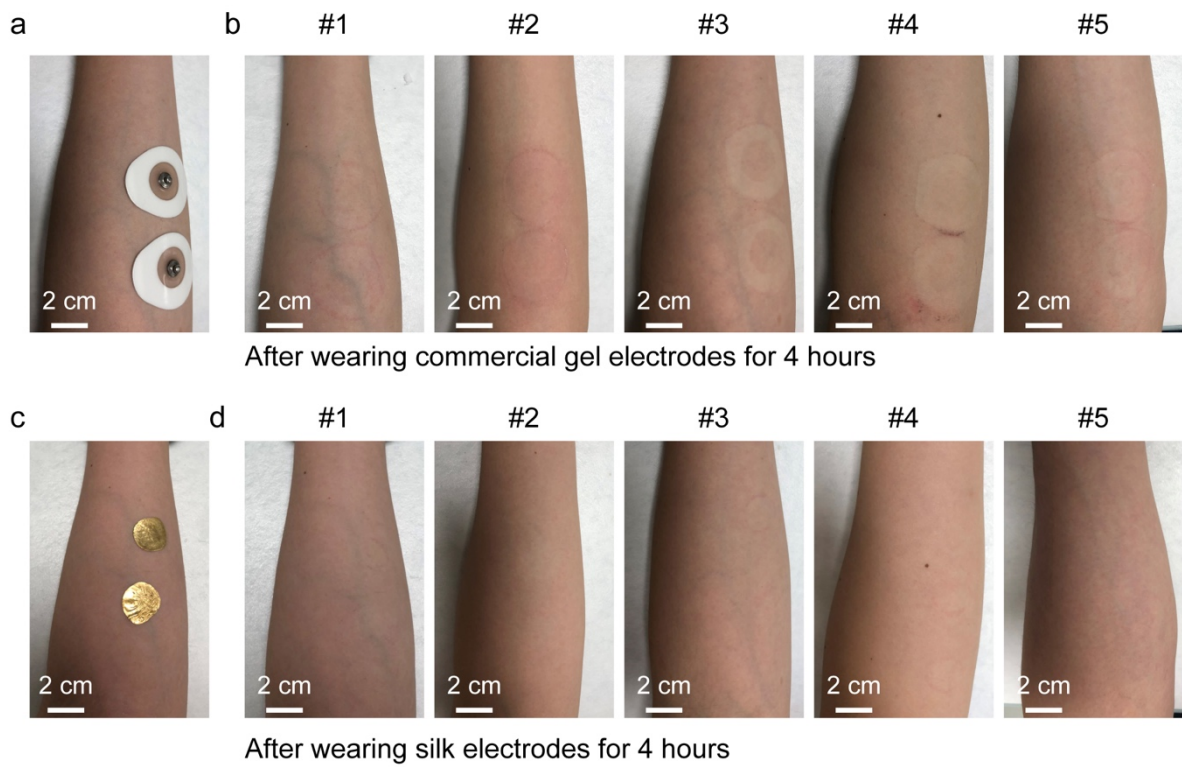 a b #1 #2 #3 #4 #5
2 cm 2 cm 2 cm 2 cm 2 cm 2 cm
After wearing commercial gel electrodes for 4 hours
c d #1 #2 #3 #4 #5
2 cm 2 cm 2 cm 2 cm 2 cm 2 cm
After wearing silk electrodes for 4 hours